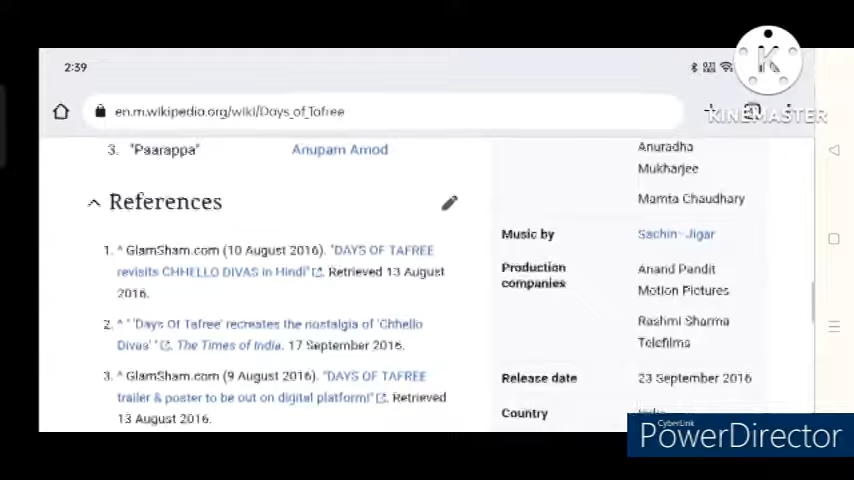 2:39
KINEMASTER
en.m.wikipedia.org/wiki/Days_of_Tafree
3. "Paarappa" Anupam Amod
References
1. ^ GlamSham.com (10 August 2016). "DAYS OF TAFREE
revisits CHHELLO DIVAS in Hindi". Retrieved 13 August
2016.
2. ^ "'Days Of Tafree' recreates the nostalgia of 'Chhello
Divas' ". The Times of India. 17 September 2016.
3. ^ GlamSham.com (9 August 2016). "DAYS OF TAFREE
trailer & poster to be out on digital platform!". Retrieved
13 August 2016.
Anuradha
Mukharjee
Mamta Chaudhary
Music by Sachin-Jigar
Production Anand Pandit
companies Motion Pictures
Rashmi Sharma
Telefilms
Release date 23 September 2016
Country
CyberLink
PowerDirector